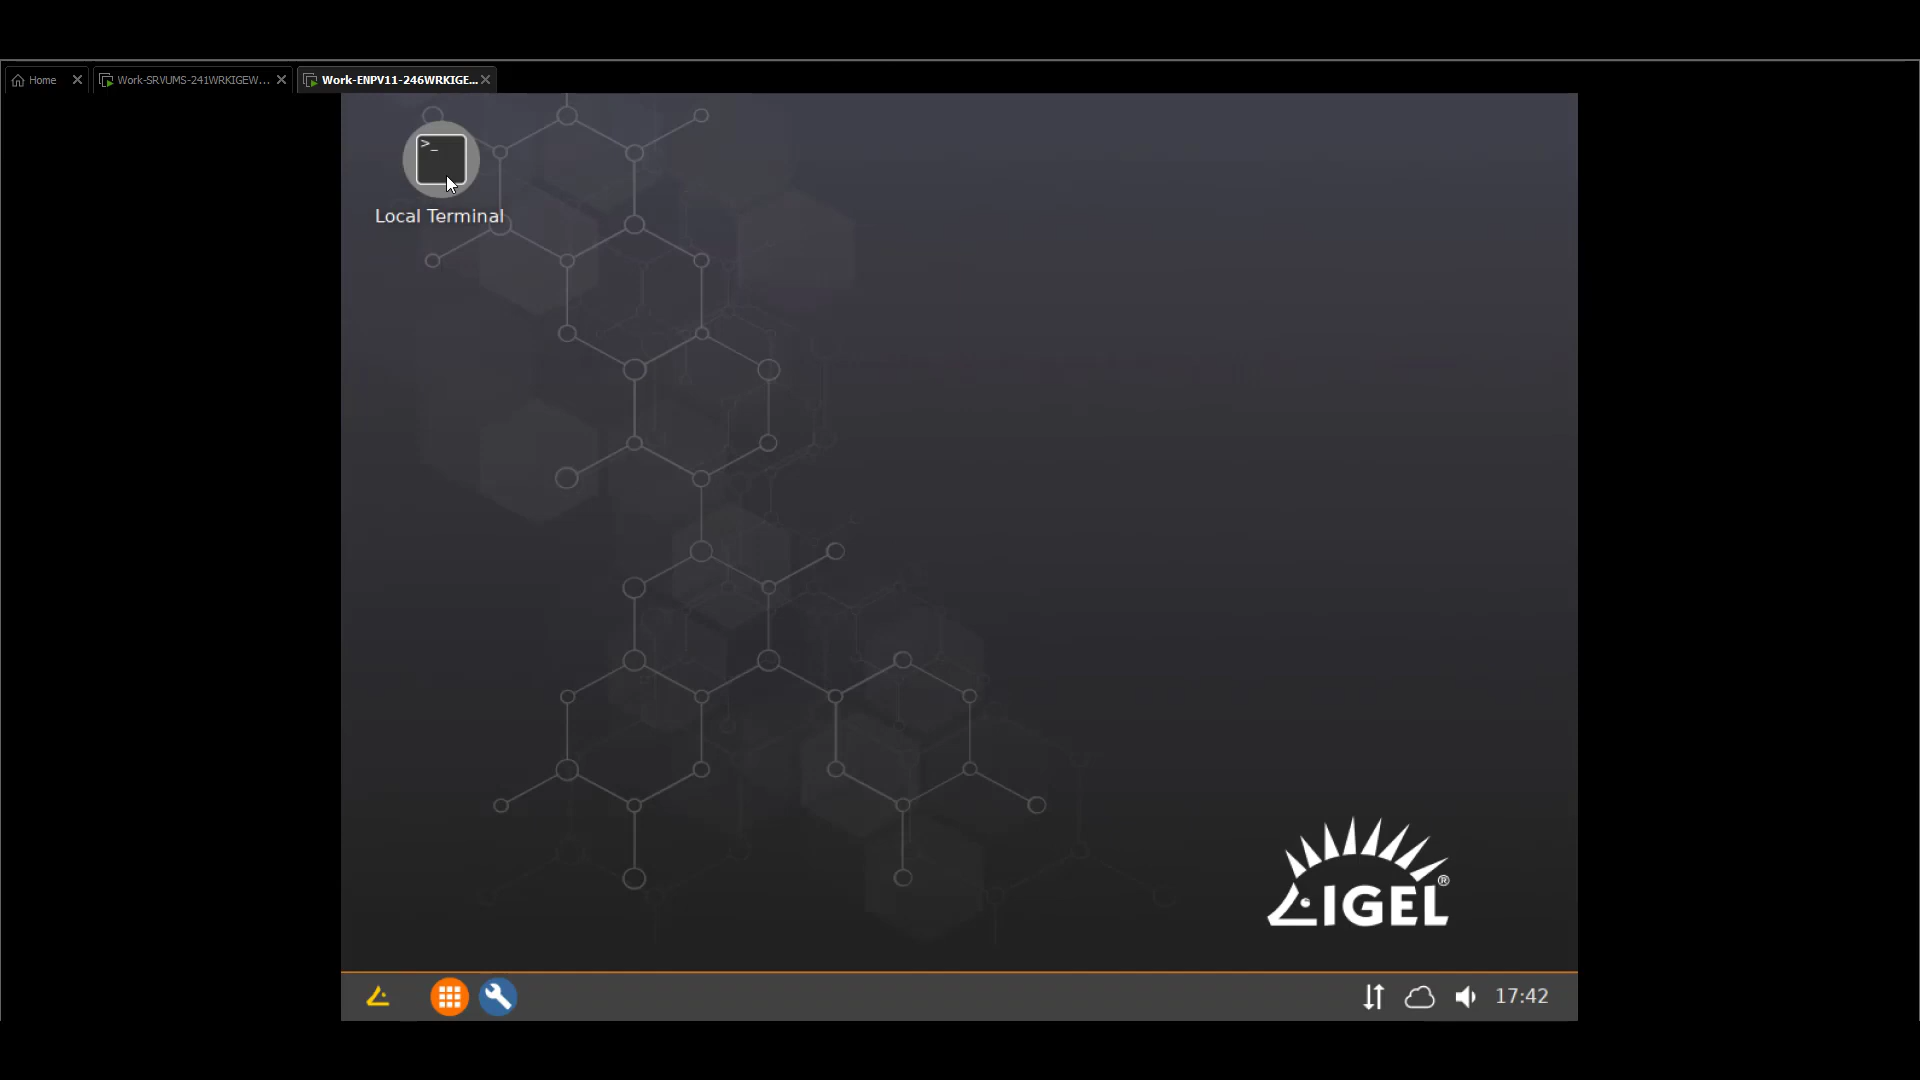 Home
Work-SRVUMS-241WRKIGEW...
Work-ENPV11-246WRKIGE...
>_
Local Terminal
IGEL®
17:42